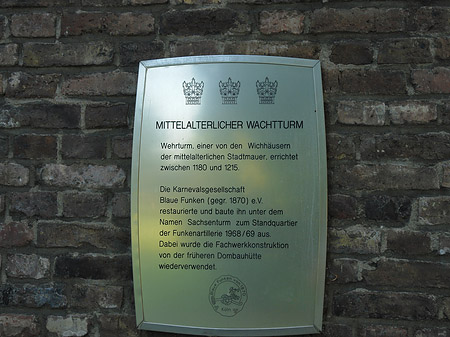 MITTELALTERLICHER WACHTTURM
Wehrturm, einer von den Wichhäusern
der mittelalterlichen Stadtmauer, errichtet
zwischen 1180 und 1215.
Die Karnevalsgesellschaft
Blaue Funken (gegr. 1870) e.V.
restaurierte und baute ihn unter dem
Namen Sachsenturm zum Standquartier
der Funkenartillerie 1968/69 aus.
Dabei wurde die Fachwerkkonstruktion
von der früheren Dombauhütte
wiederverwendet.